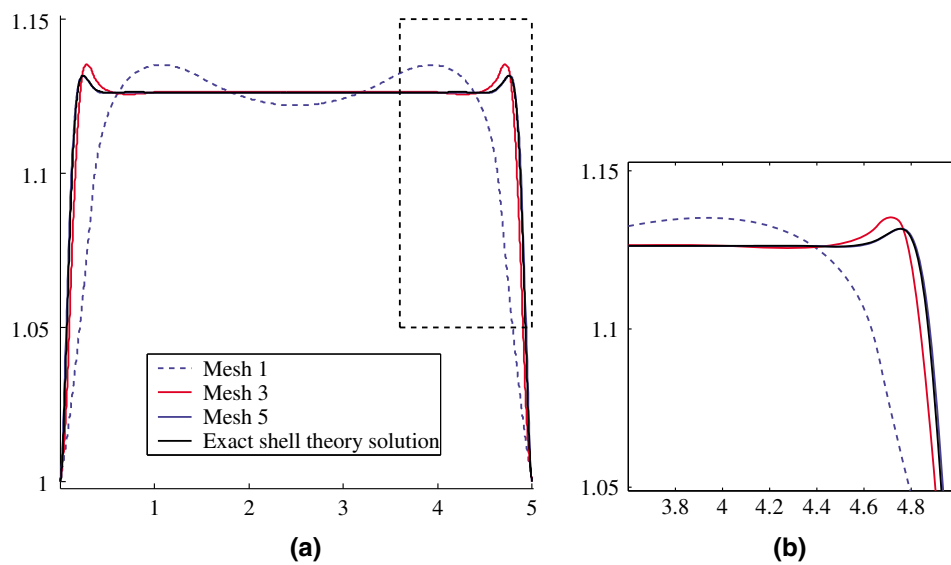 1.15
1.1
1.05
1
1 2 3 4 5
Mesh 1
Mesh 3
Mesh 5
Exact shell theory solution
(a)
1.15
1.1
1.05
3.8 4 4.2 4.4 4.6 4.8
(b)